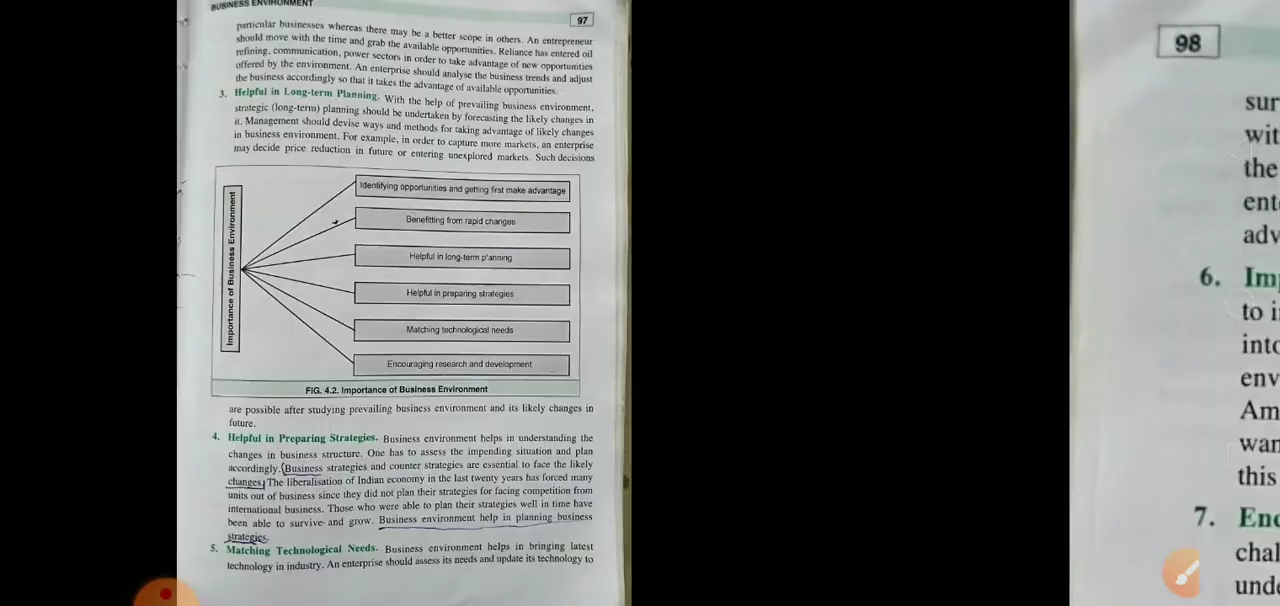 BUSINESS ENVIRONMENT
97
particular businesses whereas there may be a better scope in others. An entrepreneur
should move with the time and grab the available opportunities. Reliance has entered oil
refining, communication, power sectors in order to take advantage of new opportunities
offered by the environment. An enterprise should analyse the business trends and adjust
the business accordingly so that it takes the advantage of available opportunities.
3. Helpful in Long-term Planning. With the help of prevailing business environment,
strategic (long-term) planning should be undertaken by forecasting the likely changes in
it. Management should devise ways and methods for taking advantage of likely changes
in business environment. For example, in order to capture more markets, an enterprise
may decide price reduction in future or entering unexplored markets. Such decisions
Importance of Business Environment
Identifying opportunities and getting first make advantage
Benefitting from rapid changes
Helpful in long-term planning
Helpful in preparing strategies
Matching technological needs
Encouraging research and development
FIG. 4.2. Importance of Business Environment
are possible after studying prevailing business environment and its likely changes in
future.
4. Helpful in Preparing Strategies. Business environment helps in understanding the
changes in business structure. One has to assess the impending situation and plan
accordingly. Business strategies and counter strategies are essential to face the likely
changes. The liberalisation of Indian economy in the last twenty years has forced many
units out of business since they did not plan their strategies for facing competition from
international business. Those who were able to plan their strategies well in time have
been able to survive and grow. Business environment help in planning business
strategies.
5. Matching Technological Needs. Business environment helps in bringing latest
technology in industry. An enterprise should assess its needs and update its technology to
98
sur
wit
the
ent
adv
6. Im
to i
into
env
Am
wan
this
7. Enc
chal
unde